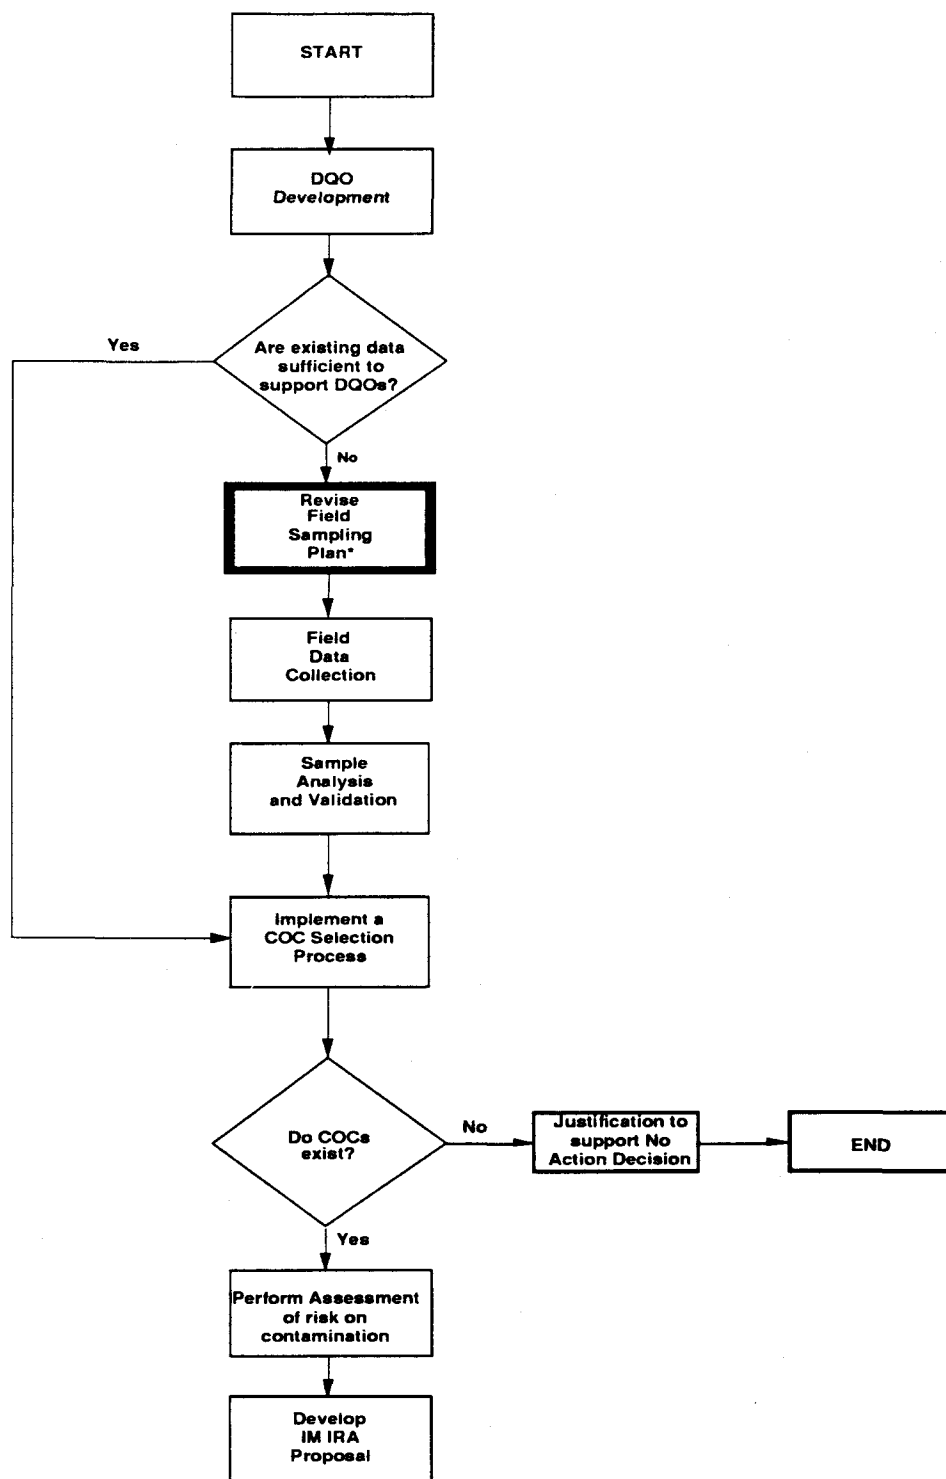 START
DQO
Development
Yes
Are existing data
sufficient to
support DQOs?
No
Revise
Field
Sampling
Plan*
Field
Data
Collection
Sample
Analysis
and Validation
Implement a
COC Selection
Process
Do COCs
exist?
No
Justification to
support No
Action Decision
END
Yes
Perform Assessment
of risk on
contamination
Develop
IM IRA
Proposal